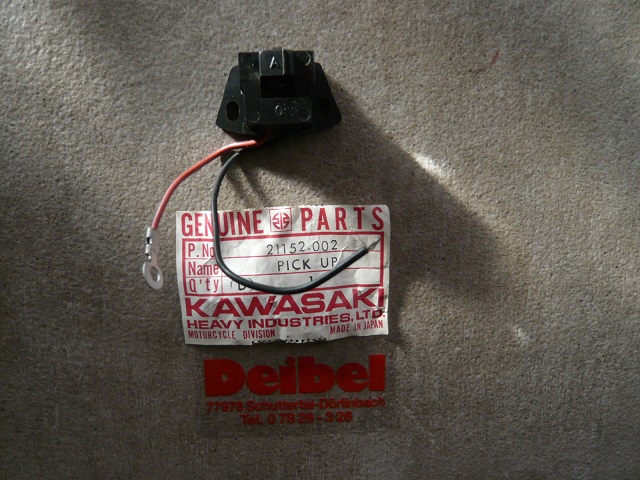 A
GENUINE PARTS
P. No. 21152-002
Name PICK UP
Q'ty 1
KAWASAKI
HEAVY INDUSTRIES, LTD.
MOTORCYCLE DIVISION MADE IN JAPAN
Deibel
77978 Schuttertal-Dörlinbach
Tel. 0 78 26 - 3 26